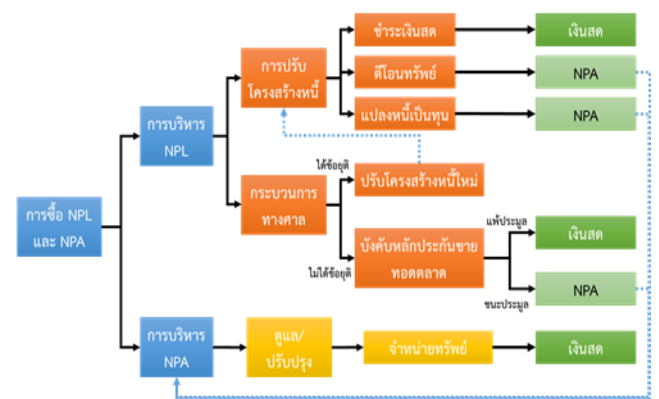 การซื้อ NPL
และ NPA
การบริหาร
NPL
การปรับ
โครงสร้างหนี้
ชำระเงินสด
เงินสด
ตีโอนทรัพย์
NPA
แปลงหนี้เป็นทุน
NPA
กระบวนการ
ทางศาล
ได้ข้อยุติ
ปรับโครงสร้างหนี้ใหม่
ไม่ได้ข้อยุติ
บังคับหลักประกันขาย
ทอดตลาด
แพ้ประมูล
เงินสด
ชนะประมูล
NPA
การบริหาร
NPA
ดูแล/
ปรับปรุง
จำหน่ายทรัพย์
เงินสด